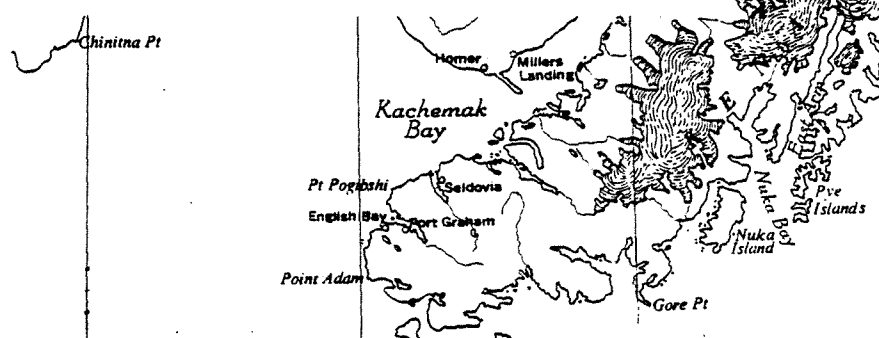 Chinitna Pt
Homer
Millers
Landing
Kachemak
Bay
Pt Pogibshi
Seldovia
English Bay
Port Graham
Point Adam
Gore Pt
Nuka
Island
Nuka Bay
Pye
Islands